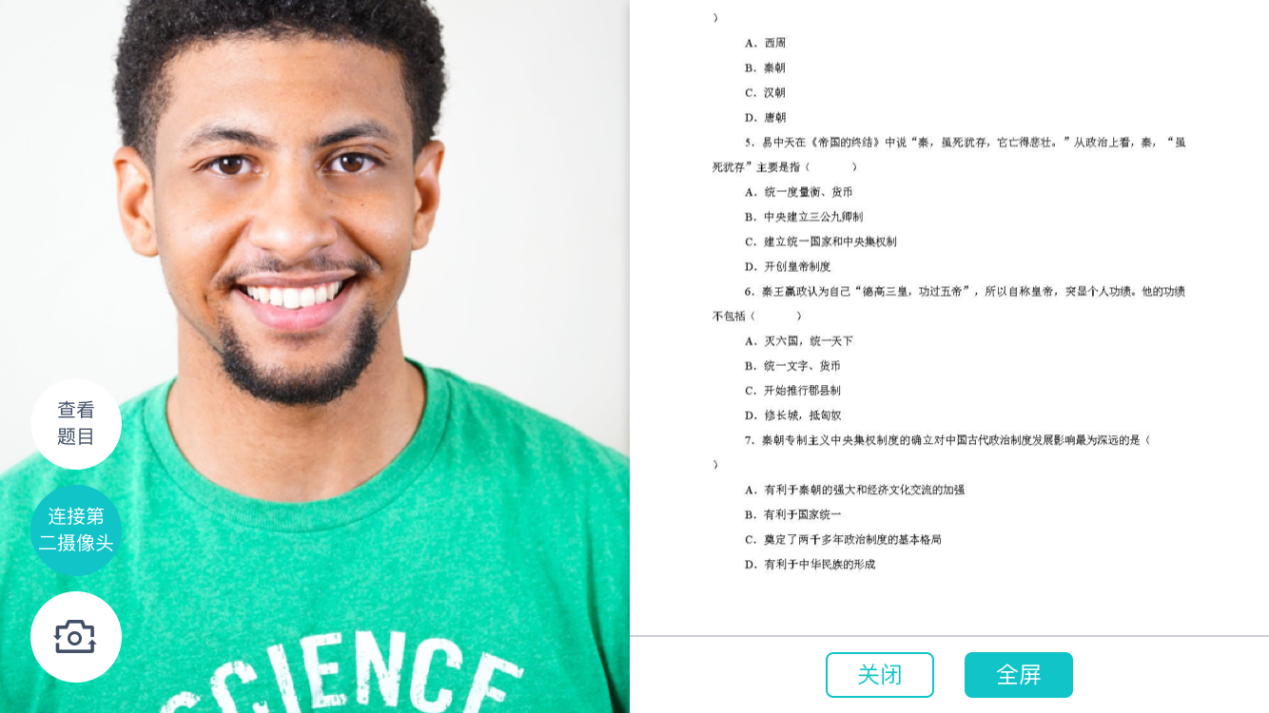 查看
题目
连接第
二摄像头
SCIENCE
）
A．西周
B．秦朝
C．汉朝
D．唐朝
5．易中天在《帝国的终结》中说“秦，虽死犹存，它亡得悲壮。”从政治上看，秦，“虽
死犹存”主要是指（　　）
A．统一度量衡、货币
B．中央建立三公九卿制
C．建立统一国家和中央集权制
D．开创皇帝制度
6．秦王嬴政认为自己“德高三皇，功过五帝”，所以自称皇帝，突显个人功绩。他的功绩
不包括（　　）
A．灭六国，统一天下
B．统一文字、货币
C．开始推行郡县制
D．修长城，抵匈奴
7．秦朝专制主义中央集权制度的确立对中国古代政治制度发展影响最为深远的是（
）
A．有利于秦朝的强大和经济文化交流的加强
B．有利于国家统一
C．奠定了两千多年政治制度的基本格局
D．有利于中华民族的形成
关闭
全屏